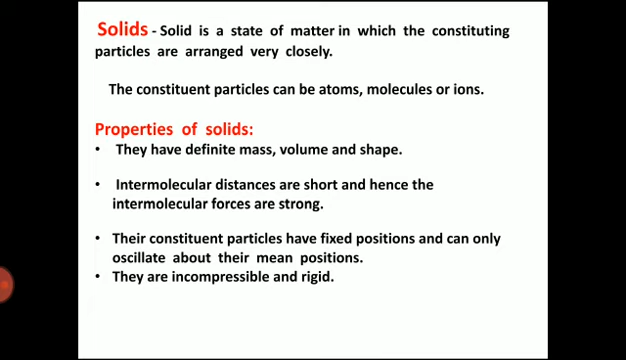 Solids - Solid is a state of matter in which the constituting
particles are arranged very closely.
The constituent particles can be atoms, molecules or ions.
Properties of solids:
• They have definite mass, volume and shape.
• Intermolecular distances are short and hence the
intermolecular forces are strong.
• Their constituent particles have fixed positions and can only
oscillate about their mean positions.
• They are incompressible and rigid.